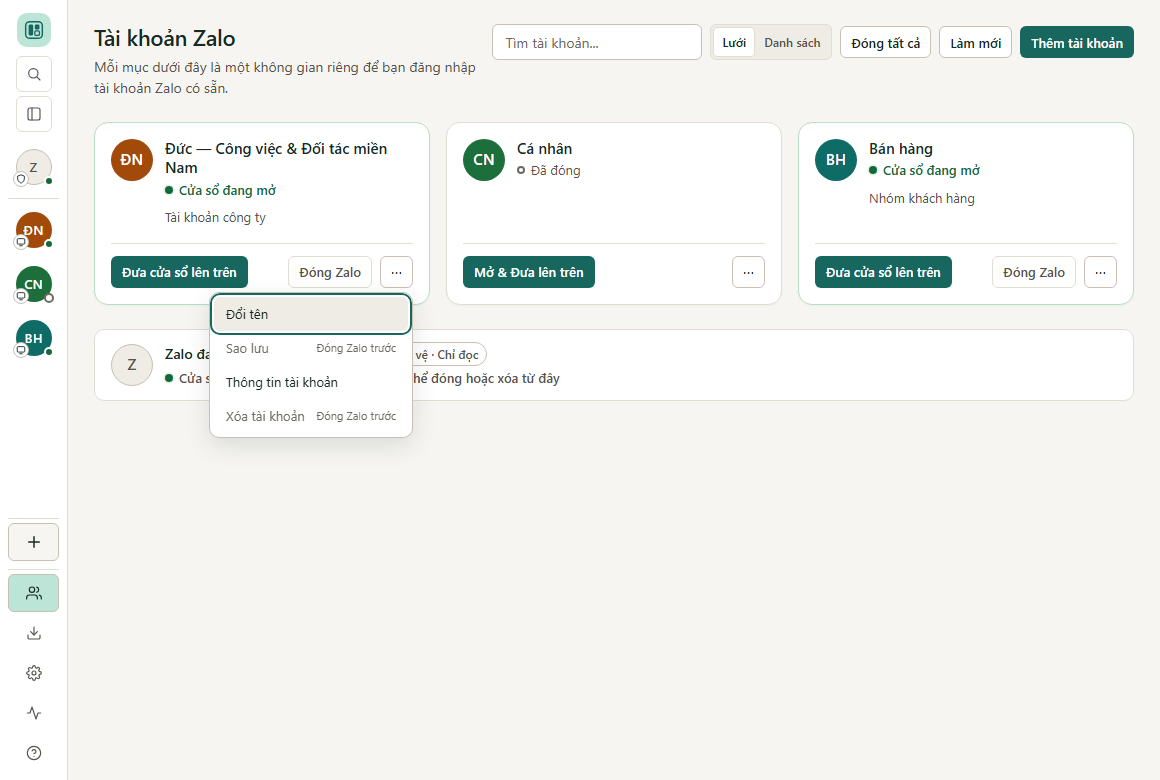 Tài khoản Zalo
Mỗi mục dưới đây là một không gian riêng để bạn đăng nhập
tài khoản Zalo có sẵn.
Tìm tài khoản...
Lưới
Danh sách
Đóng tất cả
Làm mới
Thêm tài khoản
Z
ĐN
CN
BH
ĐN
Đức — Công việc & Đối tác miền
Nam
Cửa sổ đang mở
Tài khoản công ty
Đưa cửa sổ lên trên
Đóng Zalo
...
CN
Cá nhân
Đã đóng
Mở & Đưa lên trên
...
BH
Bán hàng
Cửa sổ đang mở
Nhóm khách hàng
Đưa cửa sổ lên trên
Đóng Zalo
...
Đổi tên
Sao lưu Đóng Zalo trước
Thông tin tài khoản
Xóa tài khoản Đóng Zalo trước
Z
Zalo
vệ · Chỉ đọc
Cửa
đóng hoặc xóa từ đây